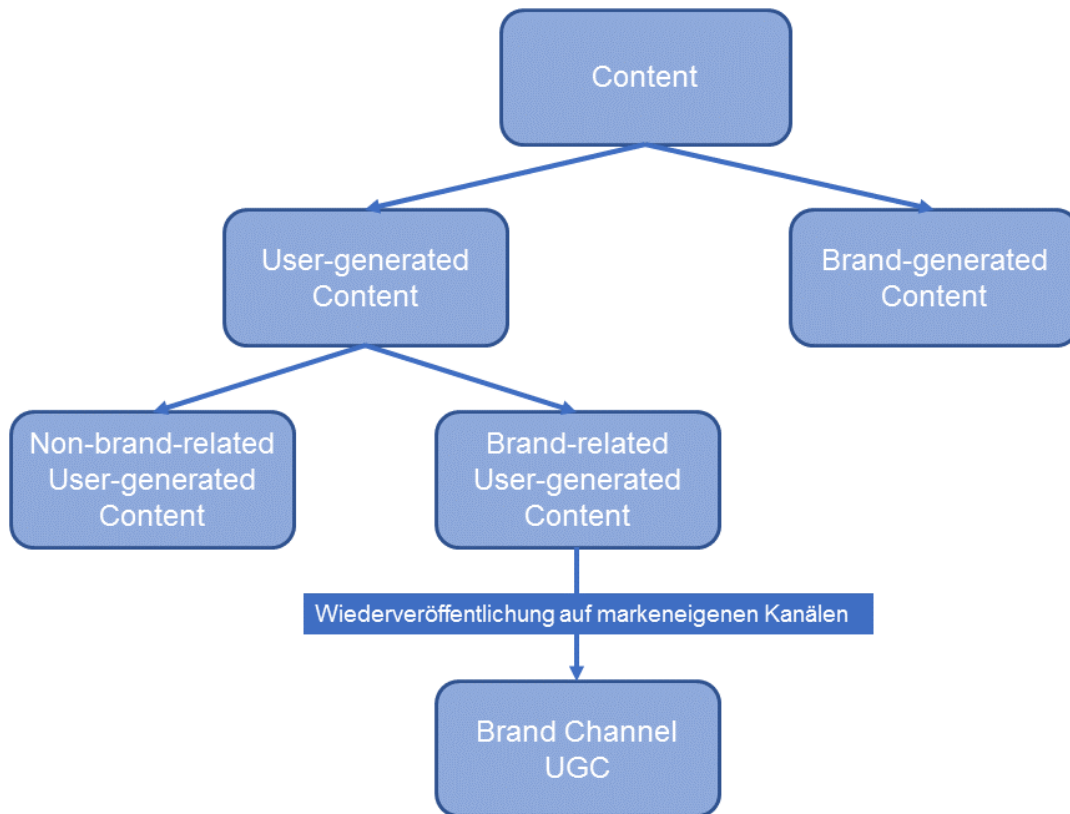 Content
User-generated
Content
Brand-generated
Content
Non-brand-related
User-generated
Content
Brand-related
User-generated
Content
Wiederveröffentlichung auf markeneigenen Kanälen
Brand Channel
UGC